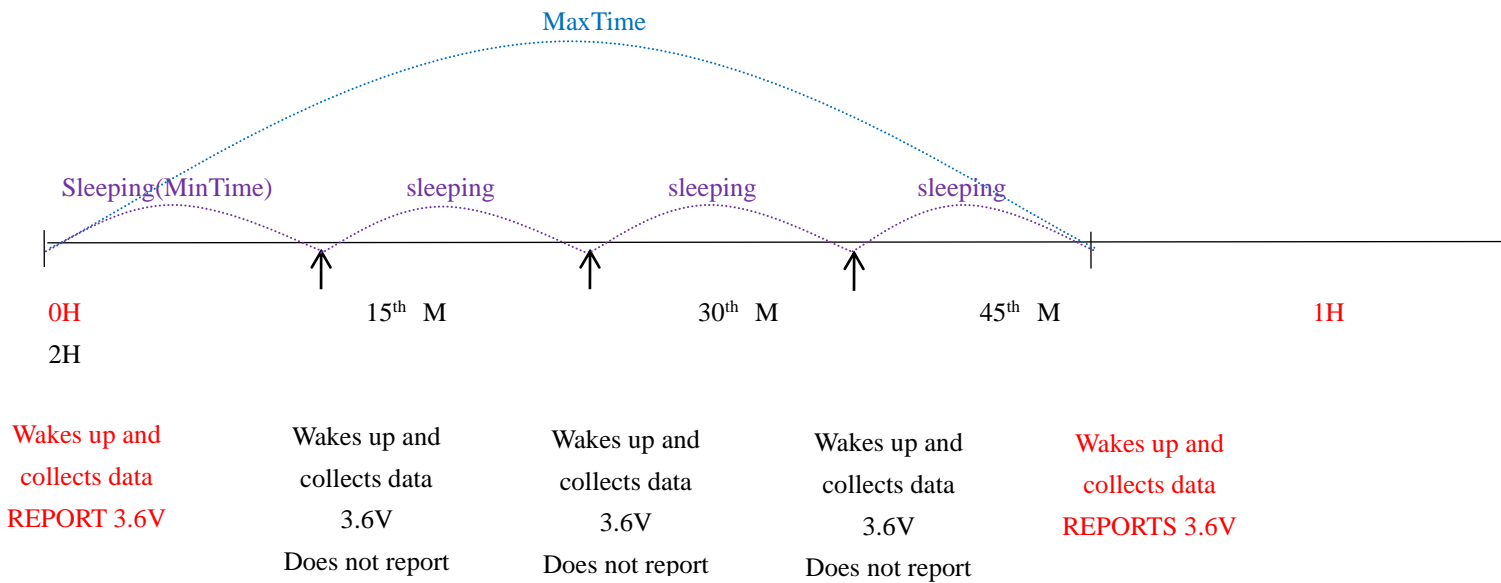 MaxTime
Sleeping(MinTime) sleeping sleeping sleeping
0H 15th M 30th M 45th M 1H
2H
Wakes up and
collects data
REPORT 3.6V
Wakes up and
collects data
3.6V
Does not report
Wakes up and
collects data
3.6V
Does not report
Wakes up and
collects data
3.6V
Does not report
Wakes up and
collects data
REPORTS 3.6V